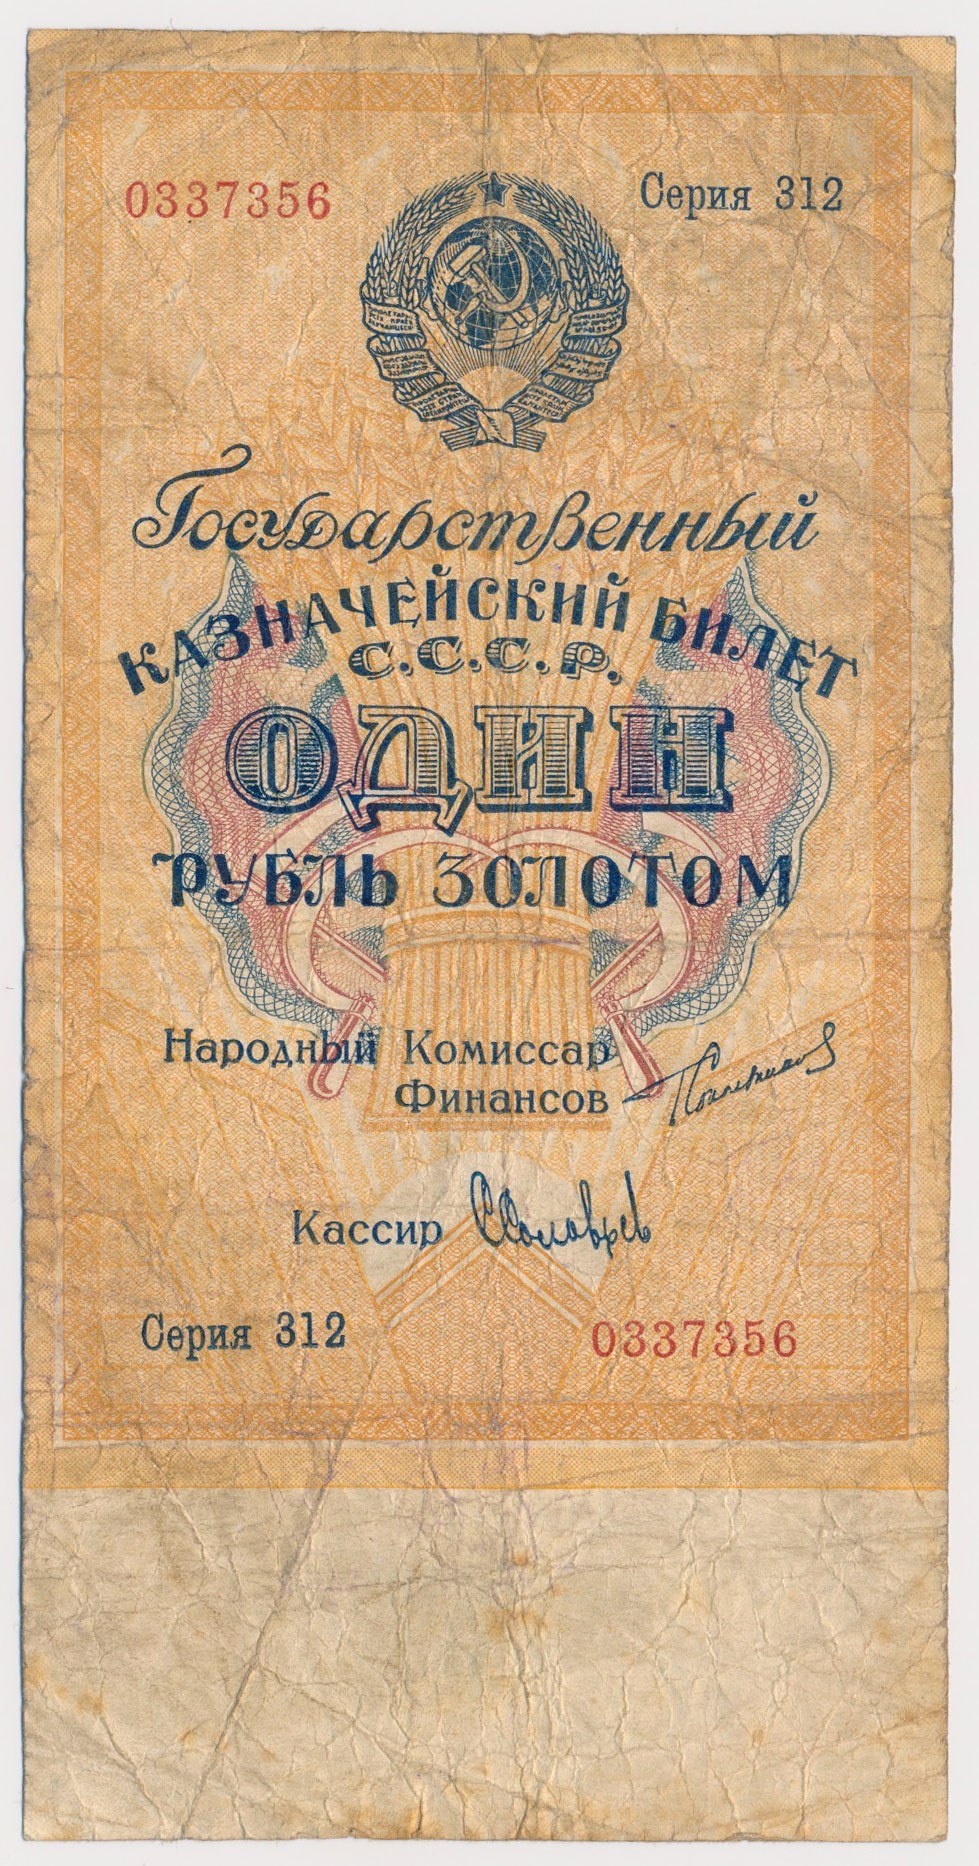 0337356 Серия 312
Государственный
КАЗНАЧЕЙСКИЙ БИЛЕТ
С.С.С.Р.
ОДИН
РУБЛЬ ЗОЛОТОМ
Народный Комиссар
Финансов
Кассир
Серия 312 0337356